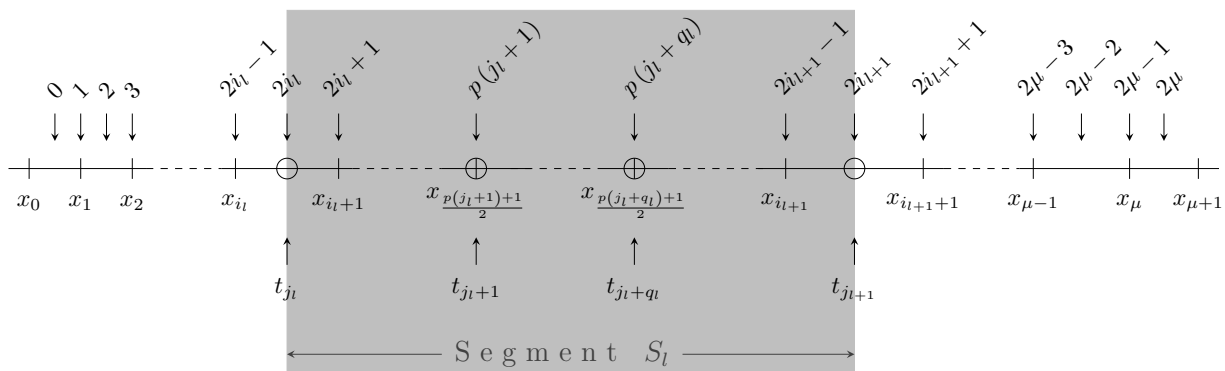 0 1 2 3 2i_l − 1 2i_l 2i_l + 1 p(j_l + 1) p(j_l + q_l) 2i_{l+1} − 1 2i_{l+1} 2i_{l+1} + 1 2μ − 3 2μ − 2 2μ − 1 2μ
x_0 x_1 x_2 x_{i_l} x_{i_l+1} x_{\frac{p(j_l+1)+1}{2}} x_{\frac{p(j_l+q_l)+1}{2}} x_{i_{l+1}} x_{i_{l+1}+1} x_{μ−1} x_μ x_{μ+1}
t_{j_l} t_{j_l+1} t_{j_l+q_l} t_{j_{l+1}}
Segment S_l